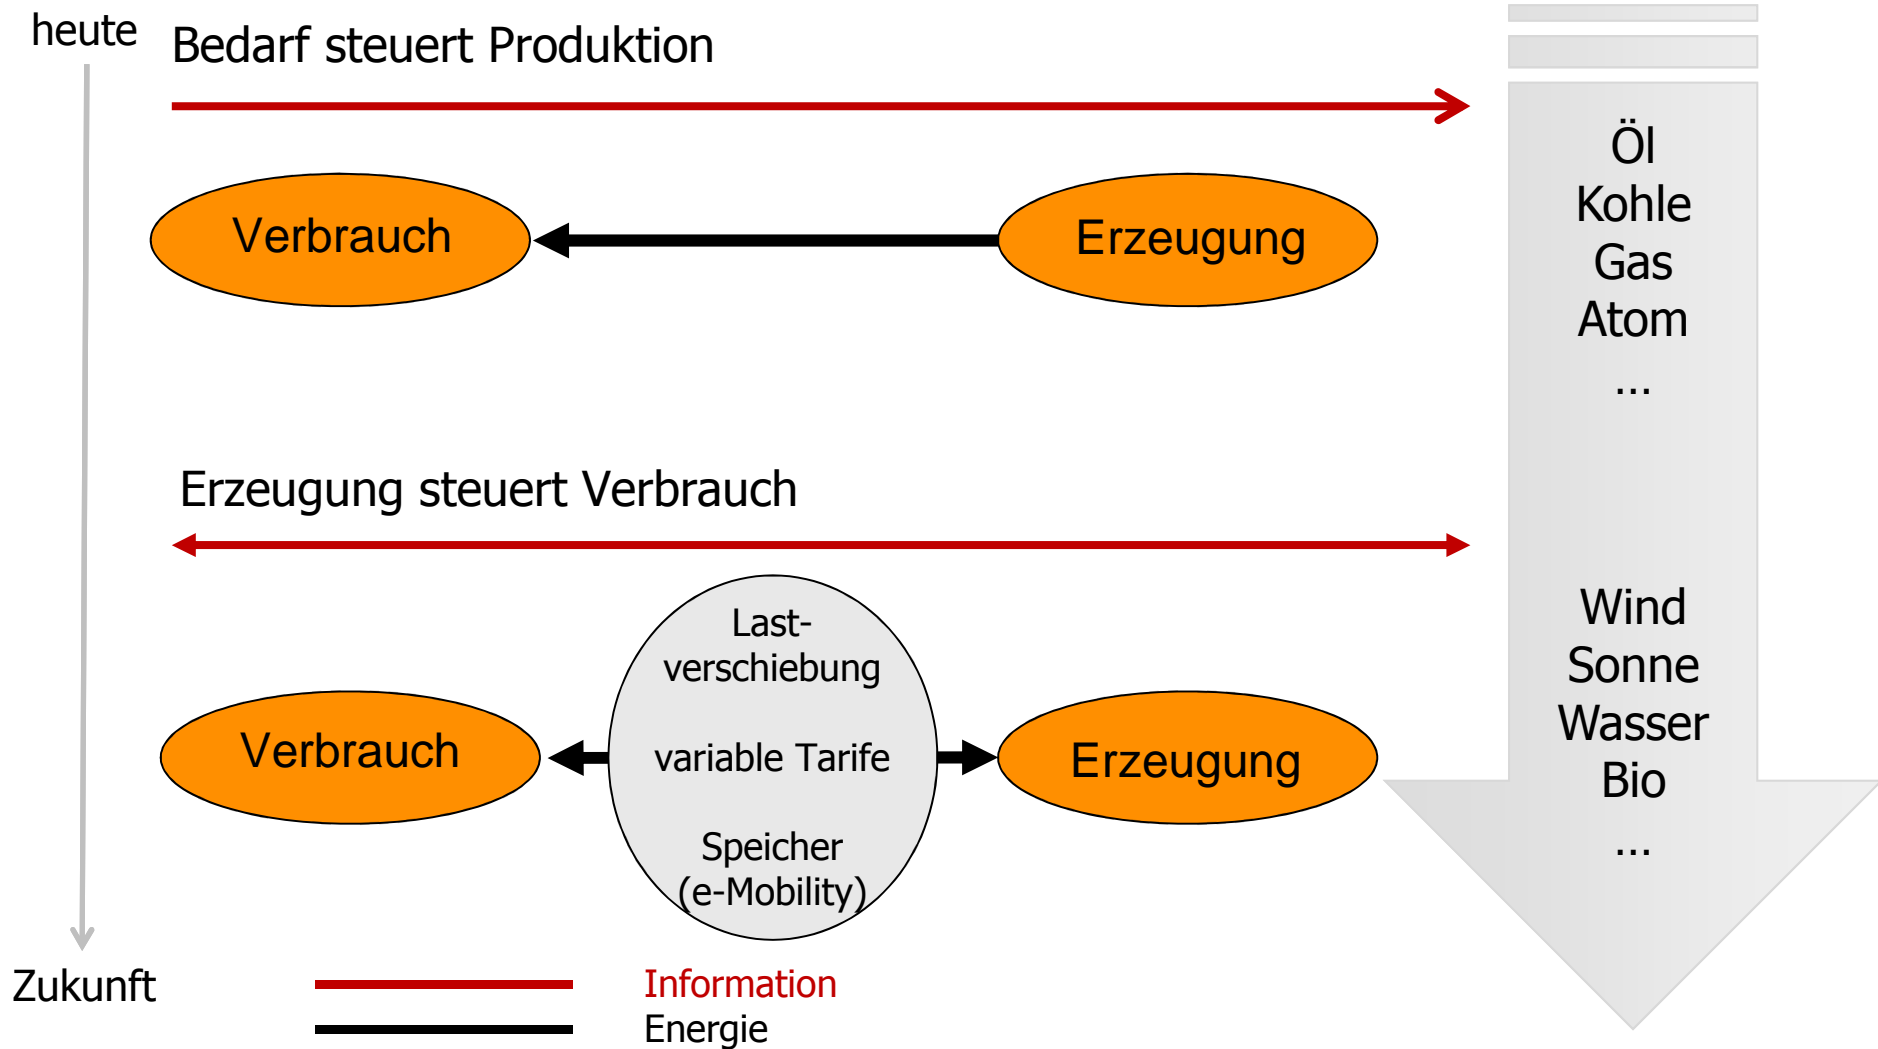 heute
Bedarf steuert Produktion
Verbrauch
Erzeugung
Öl
Kohle
Gas
Atom
...
Erzeugung steuert Verbrauch
Last-
verschiebung
variable Tarife
Speicher
(e-Mobility)
Verbrauch
Erzeugung
Wind
Sonne
Wasser
Bio
...
Zukunft
Information
Energie